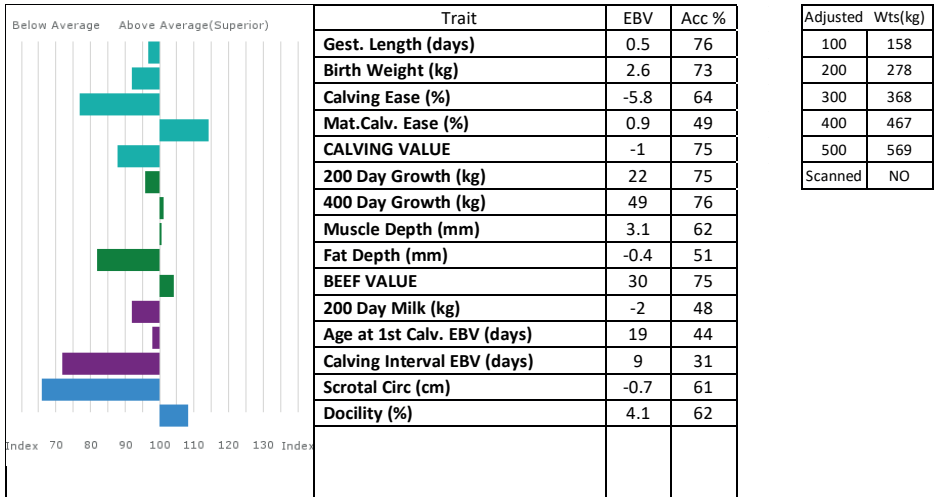 Below Average Above Average(Superior)
Trait EBV Acc %
Gest. Length (days) 0.5 76
Birth Weight (kg) 2.6 73
Calving Ease (%) -5.8 64
Mat.Calv. Ease (%) 0.9 49
CALVING VALUE -1 75
200 Day Growth (kg) 22 75
400 Day Growth (kg) 49 76
Muscle Depth (mm) 3.1 62
Fat Depth (mm) -0.4 51
BEEF VALUE 30 75
200 Day Milk (kg) -2 48
Age at 1st Calv. EBV (days) 19 44
Calving Interval EBV (days) 9 31
Scrotal Circ (cm) -0.7 61
Docility (%) 4.1 62
Index 70 80 90 100 110 120 130 Index
Adjusted Wts(kg)
100 158
200 278
300 368
400 467
500 569
Scanned NO